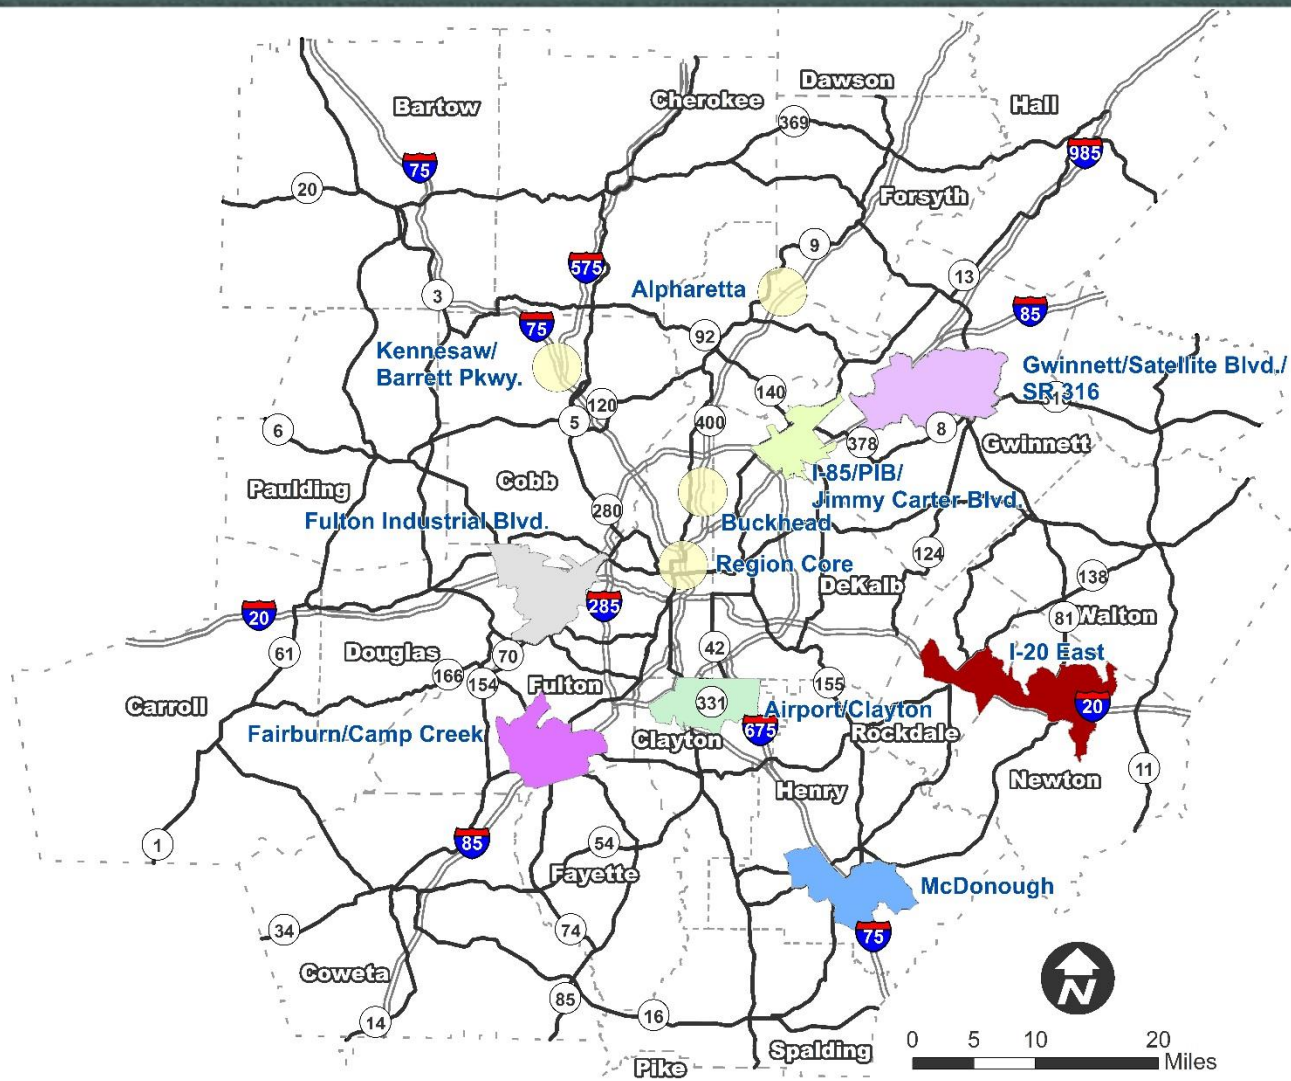 Dawson
Bartow
Cherokee
Hall
369
985
75
20
Forsyth
9
575
13
Alpharetta
3
85
75
92
Kennesaw/
Barrett Pkwy.
Gwinnett/Satellite Blvd./
SR 316
140
120
5
400
6
378
8
Gwinnett
Cobb
I-85/PIB/
Jimmy Carter Blvd.
Paulding
280
Fulton Industrial Blvd.
Buckhead
124
Region Core
138
DeKalb
285
20
81
Walton
42
61
Douglas
70
I-20 East
166
154
Fulton
155
Carroll
331
Airport/Clayton
20
675
Fairburn/Camp Creek
Clayton
Rockdale
11
Newton
Henry
1
85
54
Fayette
McDonough
34
74
75
Coweta
85
14
16
N
0 5 10 20
Miles
Spalding
Pike